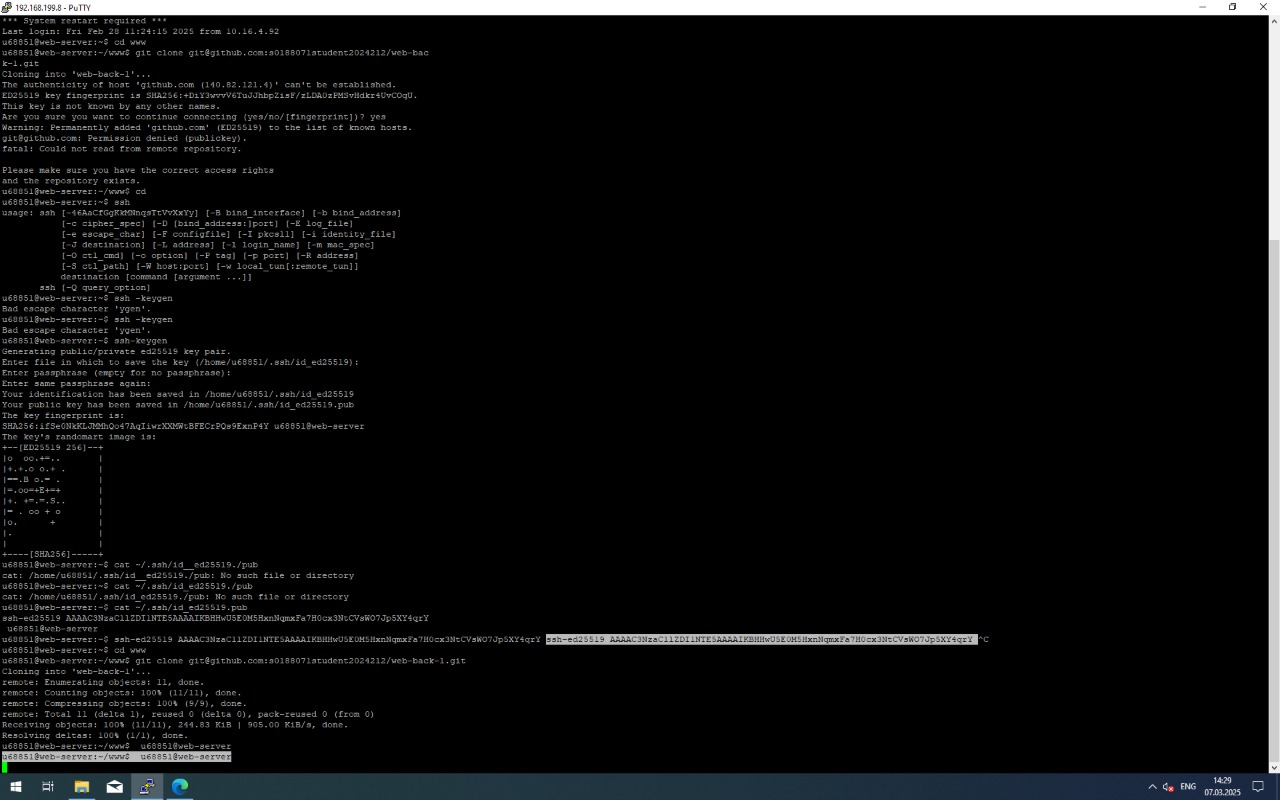 192.168.199.8 - PuTTY
*** System restart required ***
Last login: Fri Feb 28 11:24:15 2025 from 10.16.4.92
u68851@web-server:~$ cd www
u68851@web-server:~/www$ git clone git@github.com:s0188071student2024212/web-bac
k-1.git
Cloning into 'web-back-1'...
The authenticity of host 'github.com (140.82.121.4)' can't be established.
ED25519 key fingerprint is SHA256:+DiY3wvvV6TuJJhbpZisF/zLDA0zPMSvHdkr4UvCOqU.
This key is not known by any other names.
Are you sure you want to continue connecting (yes/no/[fingerprint])? yes
Warning: Permanently added 'github.com' (ED25519) to the list of known hosts.
git@github.com: Permission denied (publickey).
fatal: Could not read from remote repository.
Please make sure you have the correct access rights
and the repository exists.
u68851@web-server:~/www$ cd
u68851@web-server:~$ ssh
usage: ssh [-46AaCfGgKkMNnqsTtVvXxYy] [-B bind_interface] [-b bind_address]
[-c cipher_spec] [-D [bind_address:]port] [-E log_file]
[-e escape_char] [-F configfile] [-I pkcs11] [-i identity_file]
[-J destination] [-L address] [-l login_name] [-m mac_spec]
[-O ctl_cmd] [-o option] [-P tag] [-p port] [-R address]
[-S ctl_path] [-W host:port] [-w local_tun[:remote_tun]]
destination [command [argument ...]]
ssh [-Q query_option]
u68851@web-server:~$ ssh -keygen
Bad escape character 'ygen'.
u68851@web-server:~$ ssh -keygen
Bad escape character 'ygen'.
u68851@web-server:~$ ssh-keygen
Generating public/private ed25519 key pair.
Enter file in which to save the key (/home/u68851/.ssh/id_ed25519):
Enter passphrase (empty for no passphrase):
Enter same passphrase again:
Your identification has been saved in /home/u68851/.ssh/id_ed25519
Your public key has been saved in /home/u68851/.ssh/id_ed25519.pub
The key fingerprint is:
SHA256:ifSe0NkKLJMMhQo47AqIiwrXXMWtBFECrPQs9ExnP4Y u68851@web-server
The key's randomart image is:
+--[ED25519 256]--+
|o  oo.+=..       |
|+.+.o o.+ .      |
|==.B o.= .       |
|=.oo=+E+=+       |
|+. +=.=.S..      |
|= . oo + o       |
|o.      +        |
|.                |
|                 |
+----[SHA256]-----+
u68851@web-server:~$ cat ~/.ssh/id__ed25519./pub
cat: /home/u68851/.ssh/id__ed25519./pub: No such file or directory
u68851@web-server:~$ cat ~/.ssh/id_ed25519./pub
cat: /home/u68851/.ssh/id_ed25519./pub: No such file or directory
u68851@web-server:~$ cat ~/.ssh/id_ed25519.pub
ssh-ed25519 AAAAC3NzaC1lZDI1NTE5AAAAIKBHHwU5E0M5HxnNqmxFa7H0cx3NtCVsWO7Jp5XY4qrY
u68851@web-server
u68851@web-server:~$ ssh-ed25519 AAAAC3NzaC1lZDI1NTE5AAAAIKBHHwU5E0M5HxnNqmxFa7H0cx3NtCVsWO7Jp5XY4qrY ssh-ed25519 AAAAC3NzaC1lZDI1NTE5AAAAIKBHHwU5E0M5HxnNqmxFa7H0cx3NtCVsWO7Jp5XY4qrY ^C
u68851@web-server:~$ cd www
u68851@web-server:~/www$ git clone git@github.com:s0188071student2024212/web-back-1.git
Cloning into 'web-back-1'...
remote: Enumerating objects: 11, done.
remote: Counting objects: 100% (11/11), done.
remote: Compressing objects: 100% (9/9), done.
remote: Total 11 (delta 1), reused 0 (delta 0), pack-reused 0 (from 0)
Receiving objects: 100% (11/11), 244.83 KiB | 905.00 KiB/s, done.
Resolving deltas: 100% (1/1), done.
u68851@web-server:~/www$  u68851@web-server
u68851@web-server:~/www$  u68851@web-server
ENG
14:29
07.03.2025